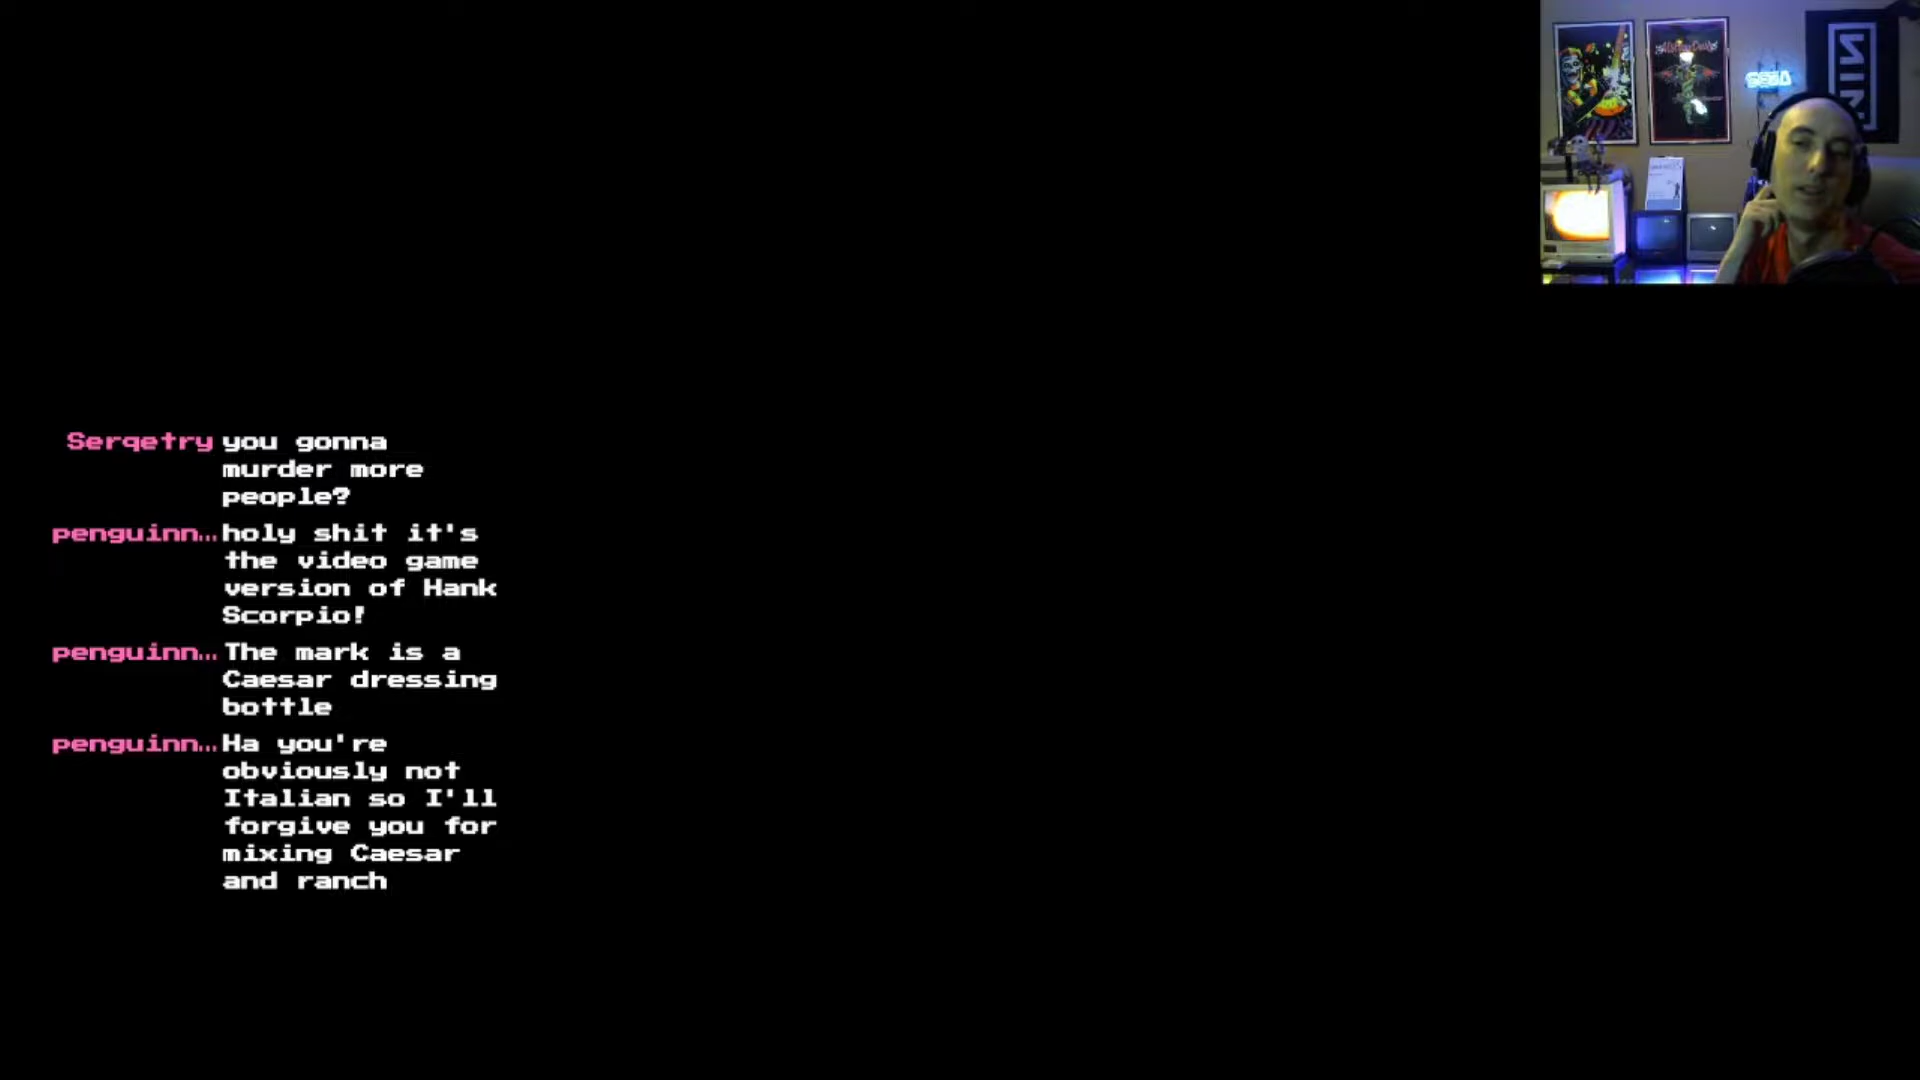 Serqetry you gonna
murder more
people?
penguinn... holy shit it's
the video game
version of Hank
Scorpio!
penguinn... The mark is a
Caesar dressing
bottle
penguinn... Ha you're
obviously not
Italian so I'll
forgive you for
mixing Caesar
and ranch
SEGA